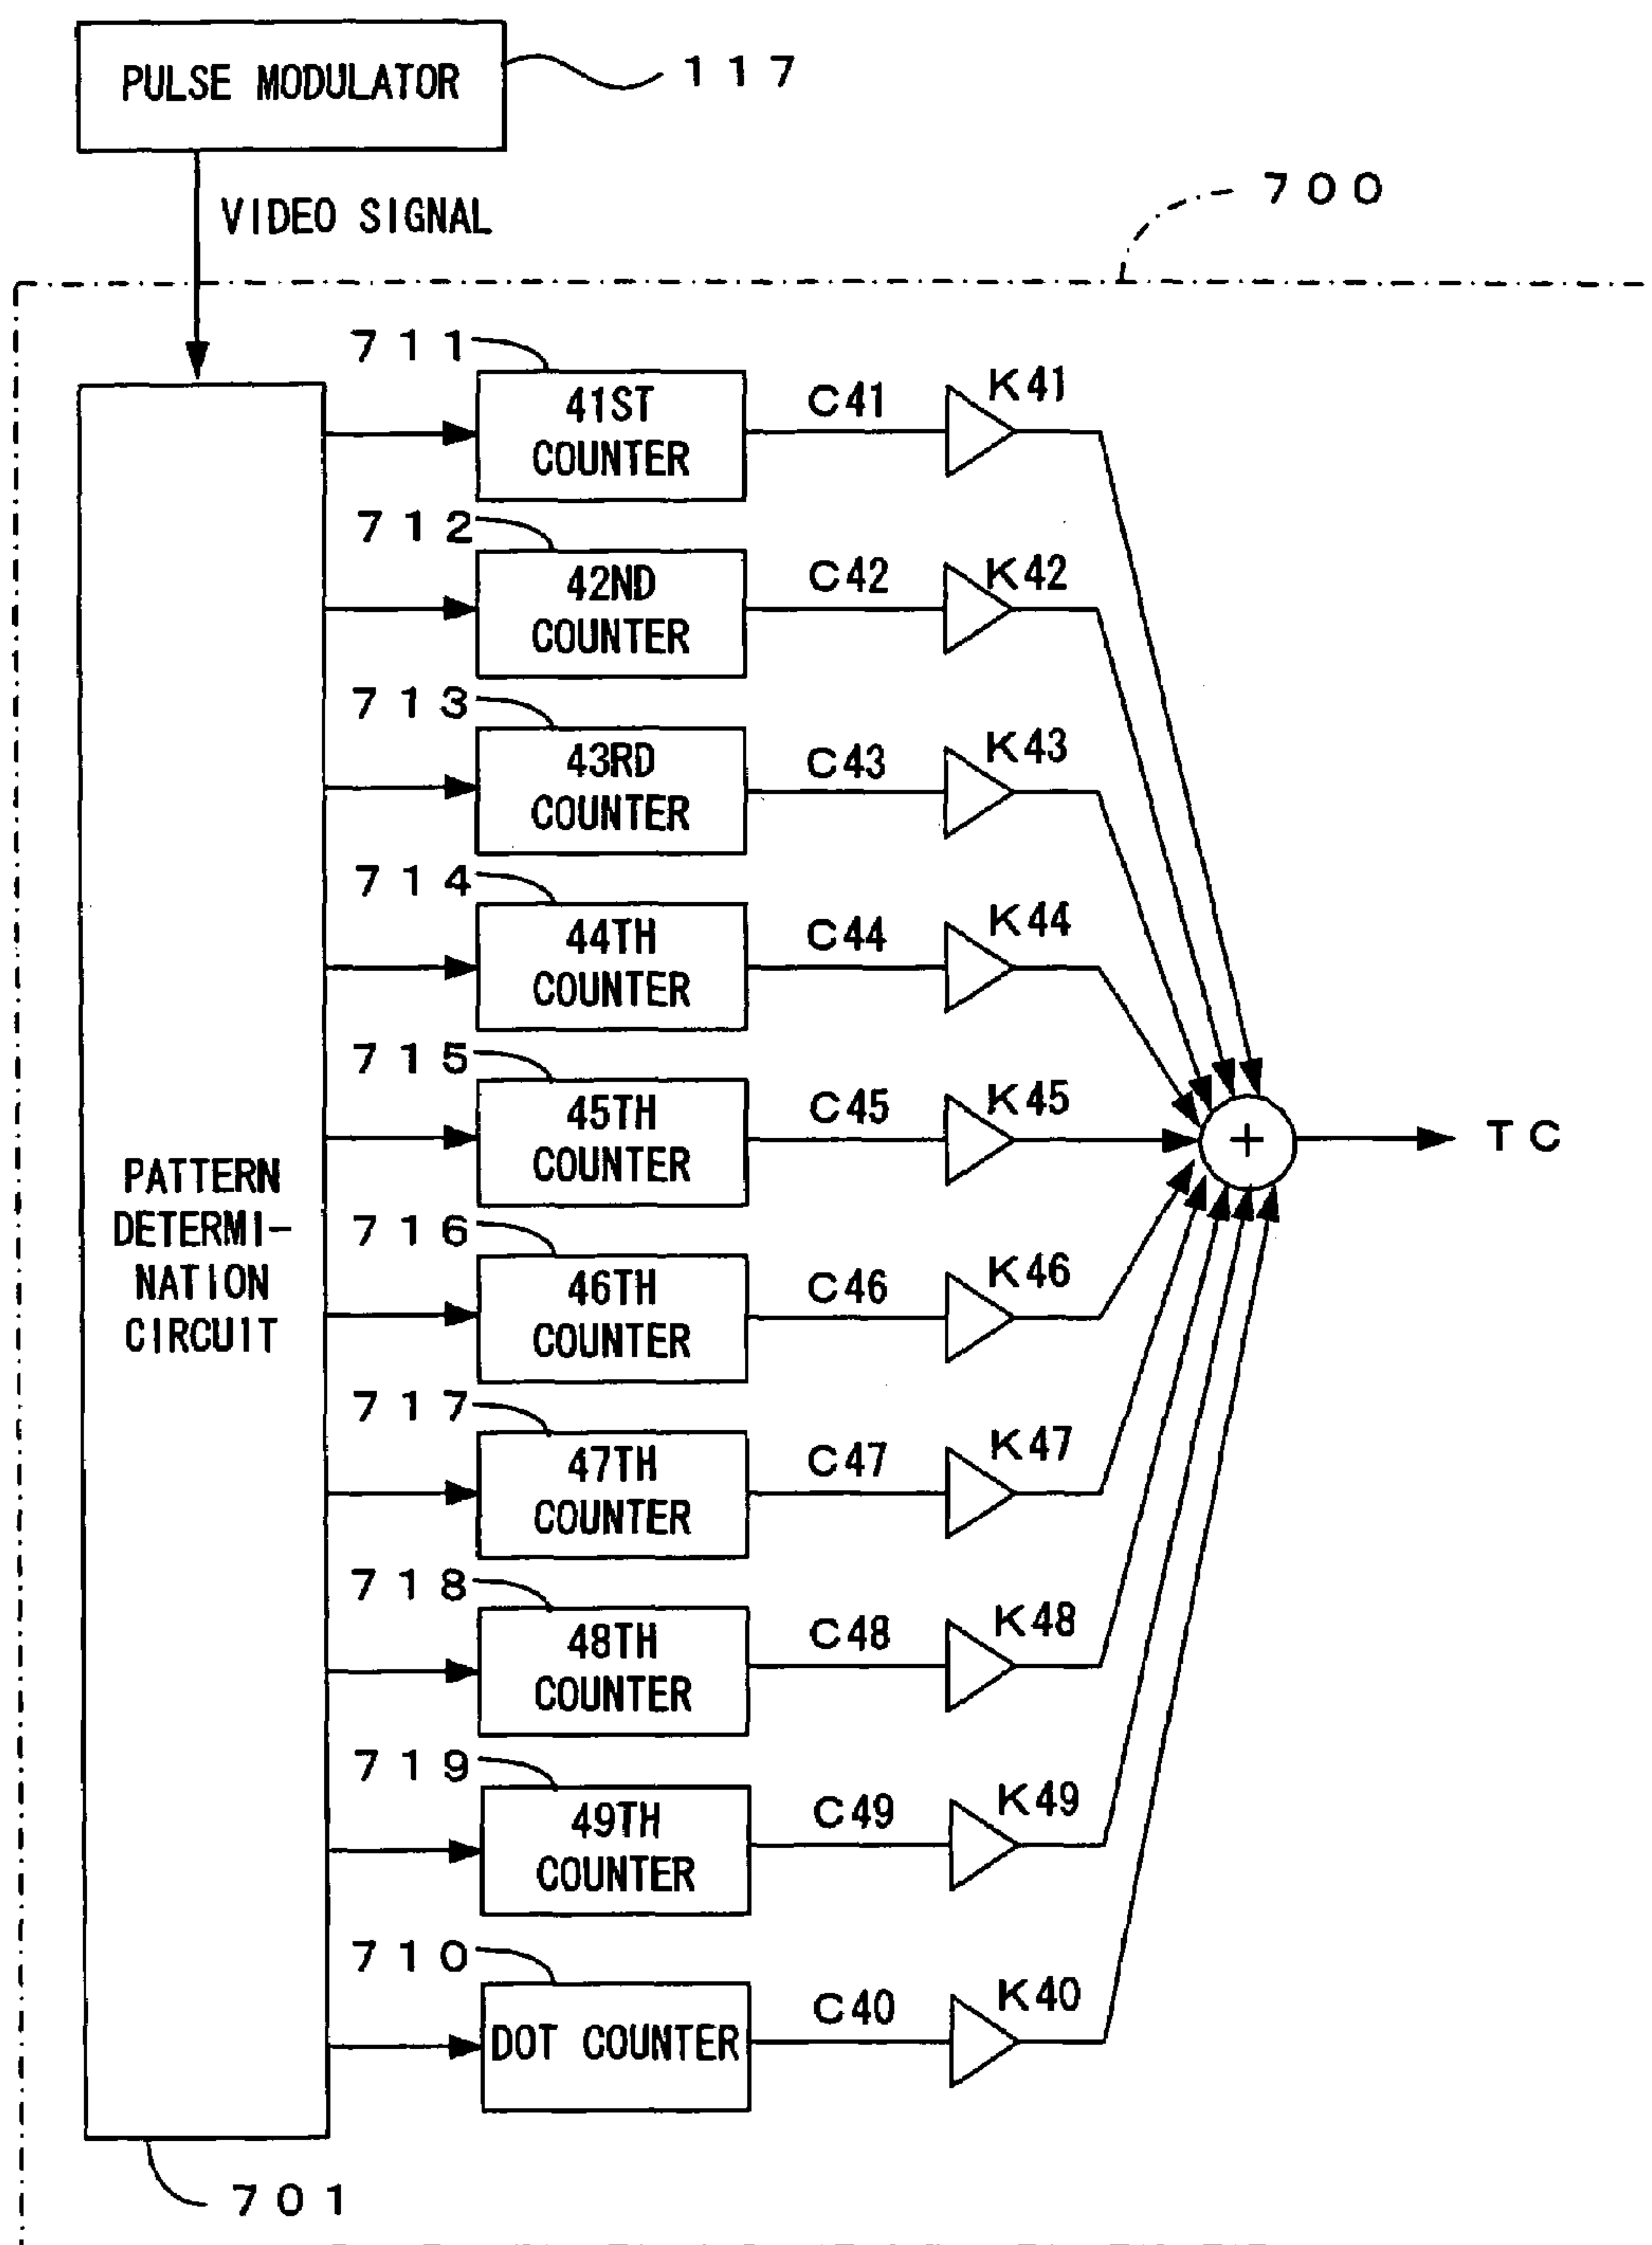 PULSE MODULATOR
117
VIDEO SIGNAL
700
711
41ST
COUNTER
C41
K41
712
42ND
COUNTER
C42
K42
713
43RD
COUNTER
C43
K43
714
44TH
COUNTER
C44
K44
715
45TH
COUNTER
C45
K45
+
TC
PATTERN
DETERMI-
NATION
CIRCUIT
716
46TH
COUNTER
C46
K46
717
47TH
COUNTER
C47
K47
718
48TH
COUNTER
C48
K48
719
49TH
COUNTER
C49
K49
710
DOT COUNTER
C40
K40
701